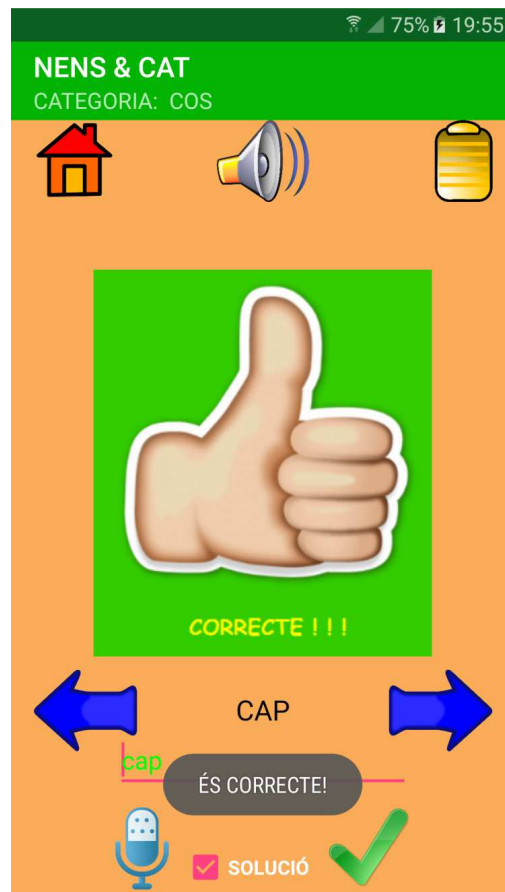 75% 19:55
NENS & CAT
CATEGORIA: COS
CORRECTE ! ! !
CAP
cap
ÉS CORRECTE!
SOLUCIÓ